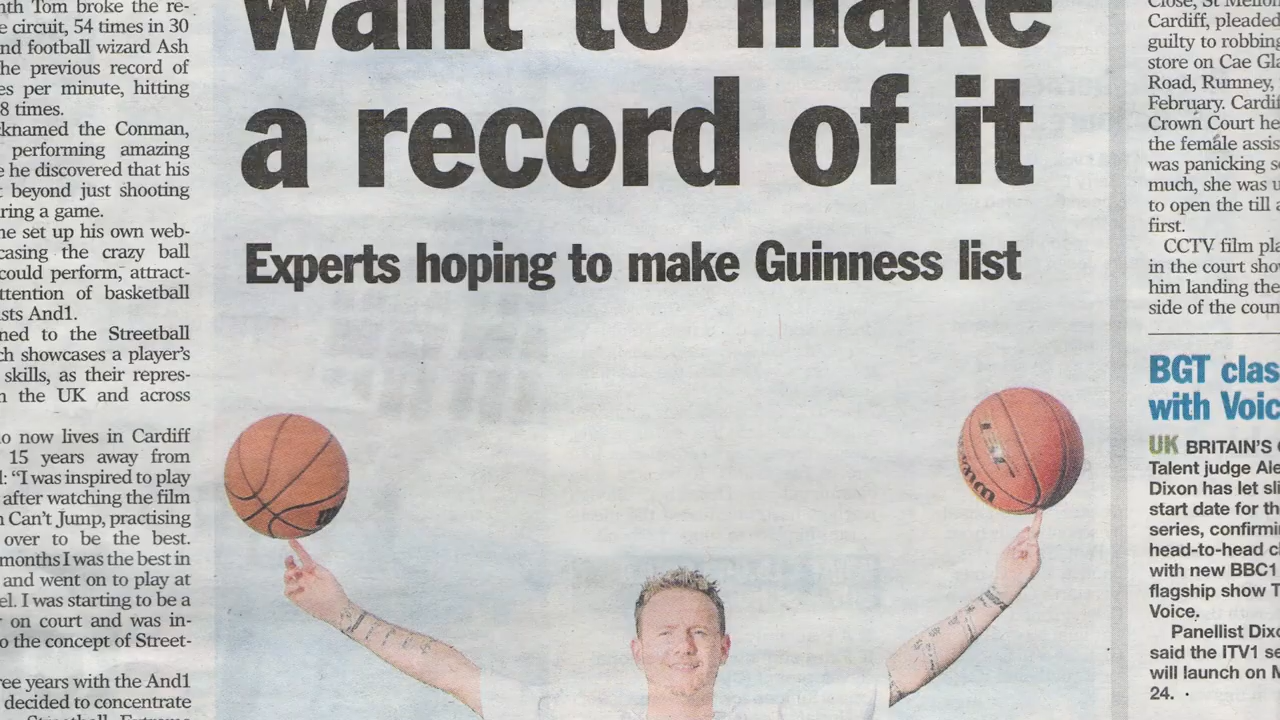 nth Tom broke the re-
e circuit, 54 times in 30
nd football wizard Ash
he previous record of
es per minute, hitting
8 times.
cknamed the Conman,
performing amazing
e he discovered that his
t beyond just shooting
ring a game.
he set up his own web-
casing the crazy ball
could perform, attract-
ttention of basketball
sts And1.
ned to the Streetball
ch showcases a player's
skills, as their repres-
n the UK and across
o now lives in Cardiff
15 years away from
l: “I was inspired to play
after watching the film
n Can't Jump, practising
over to be the best.
months I was the best in
and went on to play at
el. I was starting to be a
r on court and was in-
o the concept of Street-
ree years with the And1
decided to concentrate
Streetball Extreme
want to make
a record of it
Experts hoping to make Guinness list
Close, St Mellon
Cardiff, pleaded
guilty to robbing
store on Cae Gla
Road, Rumney,
February. Cardif
Crown Court he
the female assis
was panicking s
much, she was u
to open the till a
first.
CCTV film pla
in the court show
him landing the
side of the coun
BGT clas
with Voic
UK BRITAIN'S G
Talent judge Ale
Dixon has let sli
start date for th
series, confirmi
head-to-head cl
with new BBC1
flagship show T
Voice.
Panellist Dixo
said the ITV1 se
will launch on M
24.